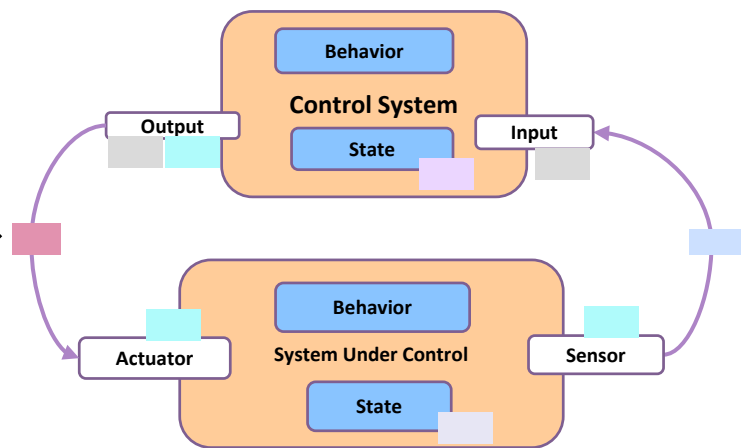 Behavior
Control System
Output
Input
State
Behavior
Actuator
System Under Control
Sensor
State